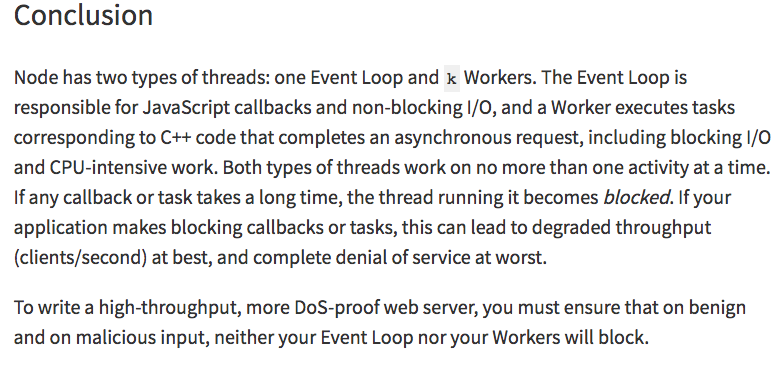 Conclusion
Node has two types of threads: one Event Loop and k Workers. The Event Loop is
responsible for JavaScript callbacks and non-blocking I/O, and a Worker executes tasks
corresponding to C++ code that completes an asynchronous request, including blocking I/O
and CPU-intensive work. Both types of threads work on no more than one activity at a time.
If any callback or task takes a long time, the thread running it becomes blocked. If your
application makes blocking callbacks or tasks, this can lead to degraded throughput
(clients/second) at best, and complete denial of service at worst.
To write a high-throughput, more DoS-proof web server, you must ensure that on benign
and on malicious input, neither your Event Loop nor your Workers will block.